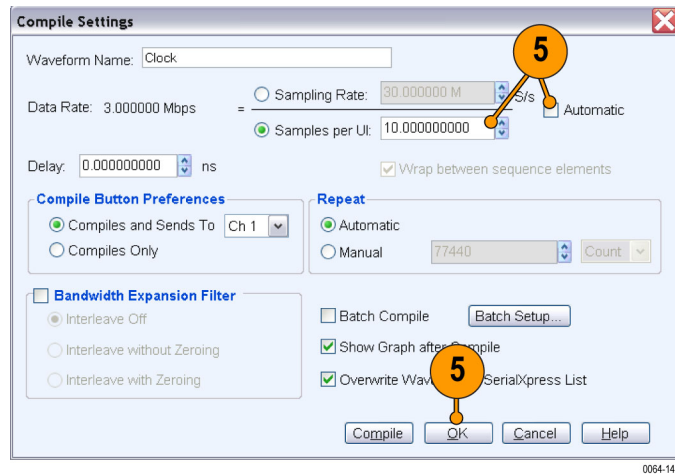 Compile Settings
Waveform Name: Clock
5
Data Rate: 3.000000 Mbps = Sampling Rate: 30.000000 M S/s Automatic
Samples per UI: 10.000000000
Delay: 0.000000000 ns Wrap between sequence elements
Compile Button Preferences Repeat
Compiles and Sends To Ch 1 Automatic
Compiles Only Manual 77440 Count
Bandwidth Expansion Filter
Interleave Off Batch Compile Batch Setup...
Interleave without Zeroing Show Graph after Compile
5
Interleave with Zeroing Overwrite Wav SerialXpress List
Compile OK Cancel Help
0064-14